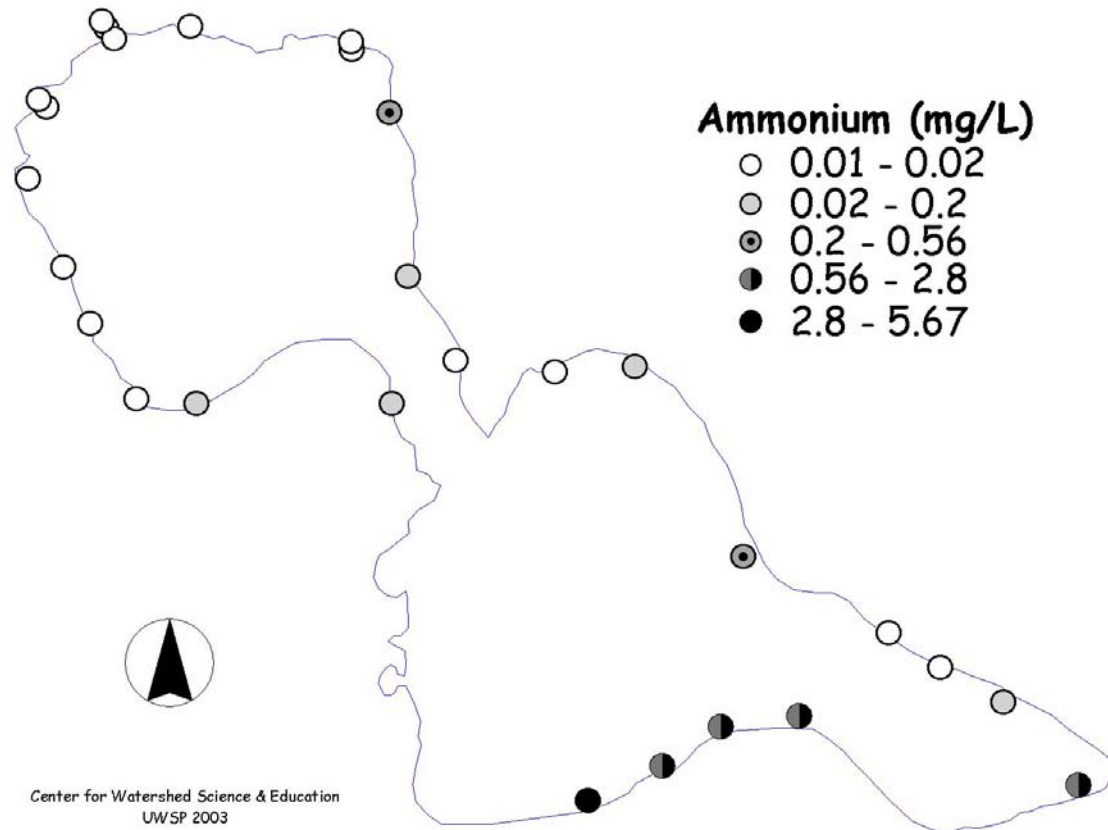 Ammonium (mg/L)
0.01 - 0.02
0.02 - 0.2
0.2 - 0.56
0.56 - 2.8
2.8 - 5.67
Center for Watershed Science & Education
UWSP 2003